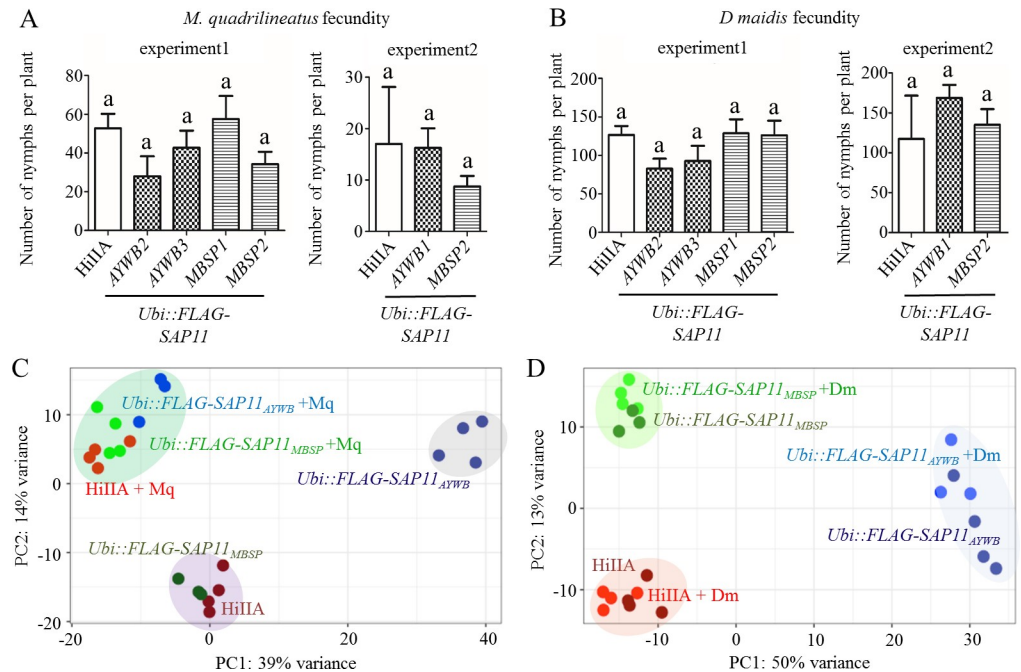 A
M. quadrilineatus fecundity
experiment1
Number of nymphs per plant
80
60
40
20
0
a
a
a
a
a
HiIIA
AYWB2
AYWB3
MBSP1
MBSP2
Ubi::FLAG-
SAP11
experiment2
Number of nymphs per plant
30
20
10
0
a
a
a
HiIIA
AYWB1
MBSP2
Ubi::FLAG-
SAP11
B
D maidis fecundity
experiment1
Number of nymphs per plant
200
150
100
50
0
a
a
a
a
a
HiIIA
AYWB2
AYWB3
MBSP1
MBSP2
Ubi::FLAG-
SAP11
experiment2
Number of nymphs per plant
200
150
100
50
0
a
a
a
HiIIA
AYWB1
MBSP2
Ubi::FLAG-
SAP11
C
PC2: 14% variance
10
0
-10
-20
Ubi::FLAG-SAP11AYWB +Mq
Ubi::FLAG-SAP11MBSP +Mq
HiIIA + Mq
Ubi::FLAG-SAP11AYWB
Ubi::FLAG-SAP11MBSP
HiIIA
-20
0
20
40
PC1: 39% variance
D
PC2: 13% variance
10
0
-10
Ubi::FLAG-SAP11MBSP +Dm
Ubi::FLAG-SAP11MBSP
Ubi::FLAG-SAP11AYWB +Dm
Ubi::FLAG-SAP11AYWB
HiIIA
HiIIA + Dm
-10
0
10
20
30
PC1: 50% variance